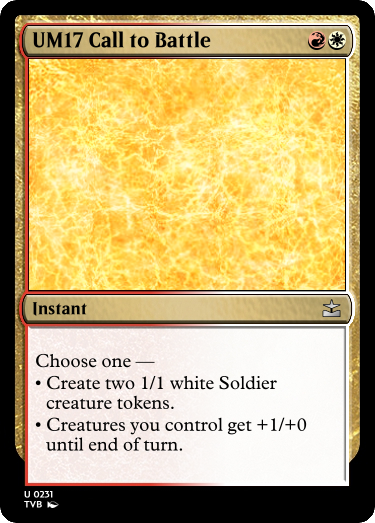 UM17 Call to Battle
Instant
Choose one —
• Create two 1/1 white Soldier
creature tokens.
• Creatures you control get +1/+0
until end of turn.
U 0231
TVB